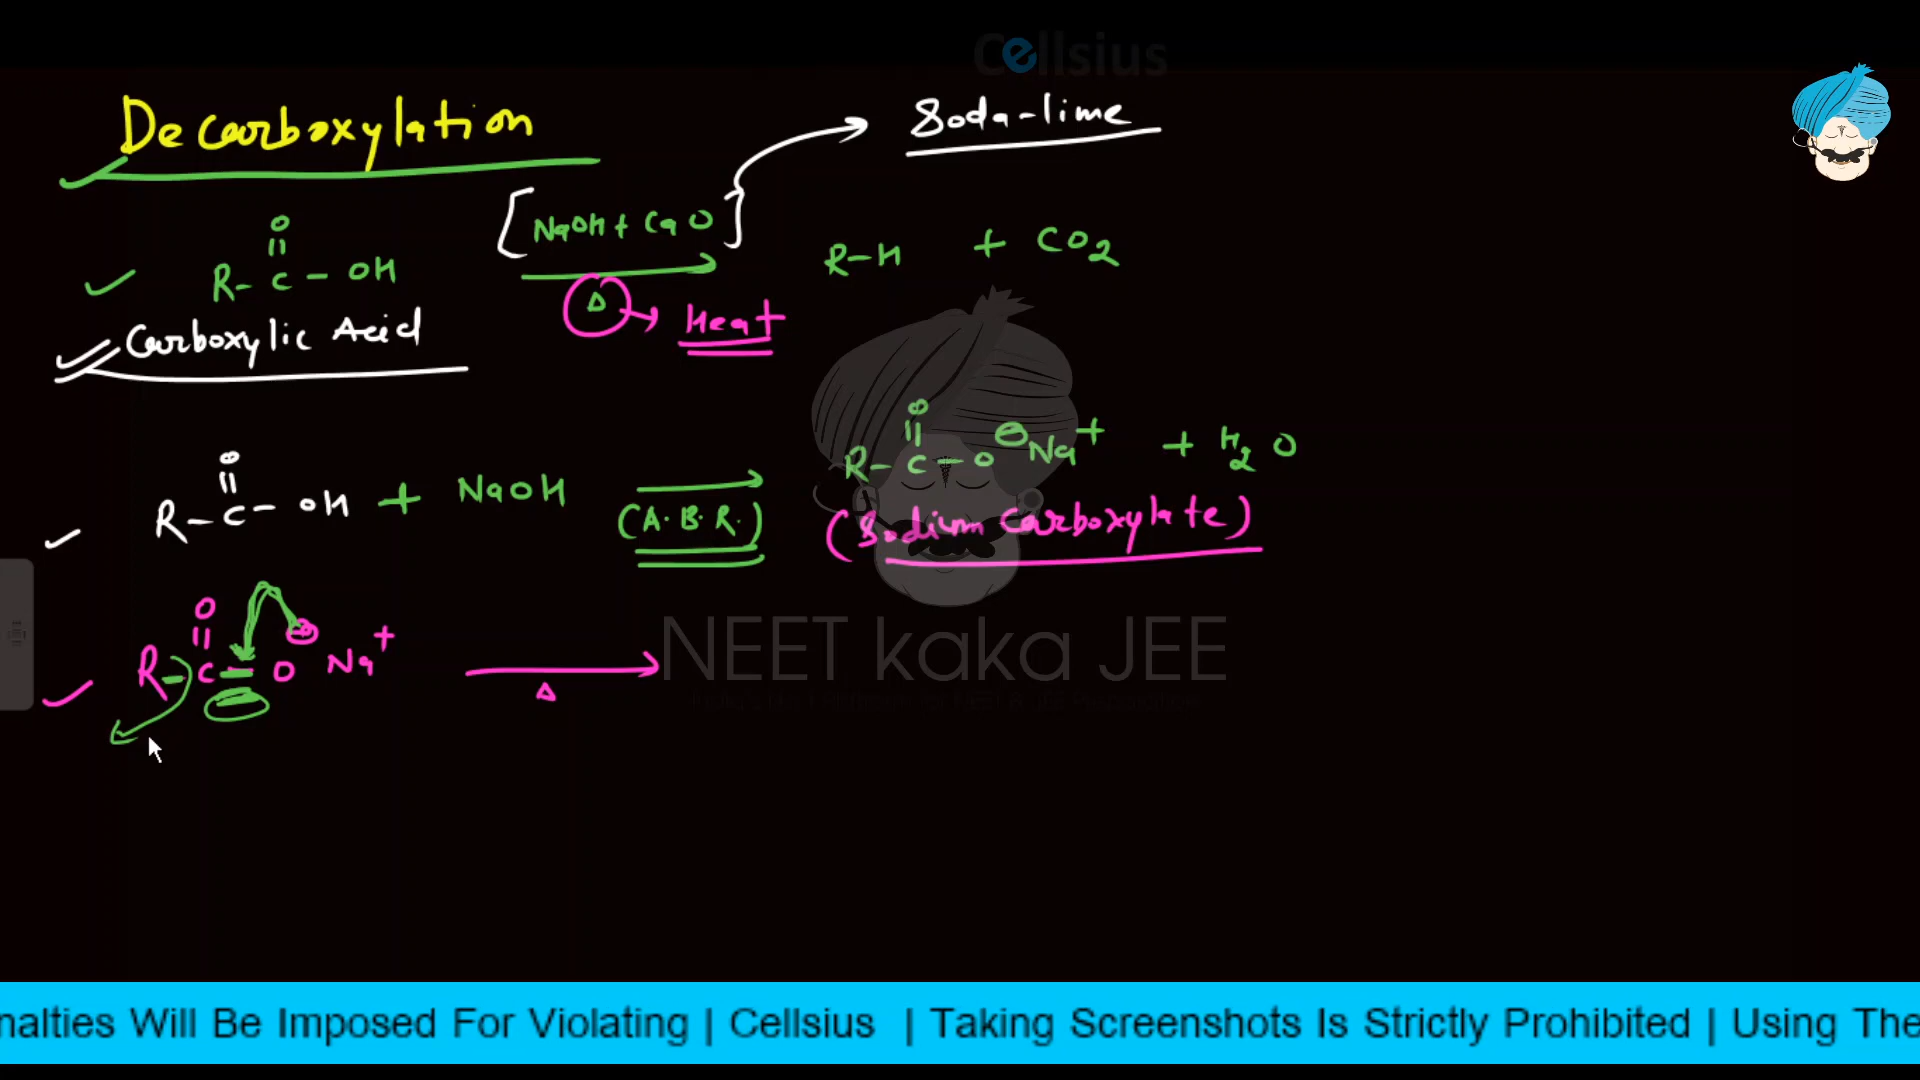 Cellsius
Decarboxylation
Soda-lime
[NaOH + CaO]
O
||
R-C-OH
R-H + CO2
Δ → Heat
Carboxylic Acid
O
||
R-C-OH + NaOH
(A.B.R.)
O
||
R-C-O⊖Na+ + H2O
(Sodium carboxylate)
O
||
R-C=O⊖ Na+
Δ
NEET kaka JEE
nalties Will Be Imposed For Violating | Cellsius | Taking Screenshots Is Strictly Prohibited | Using The